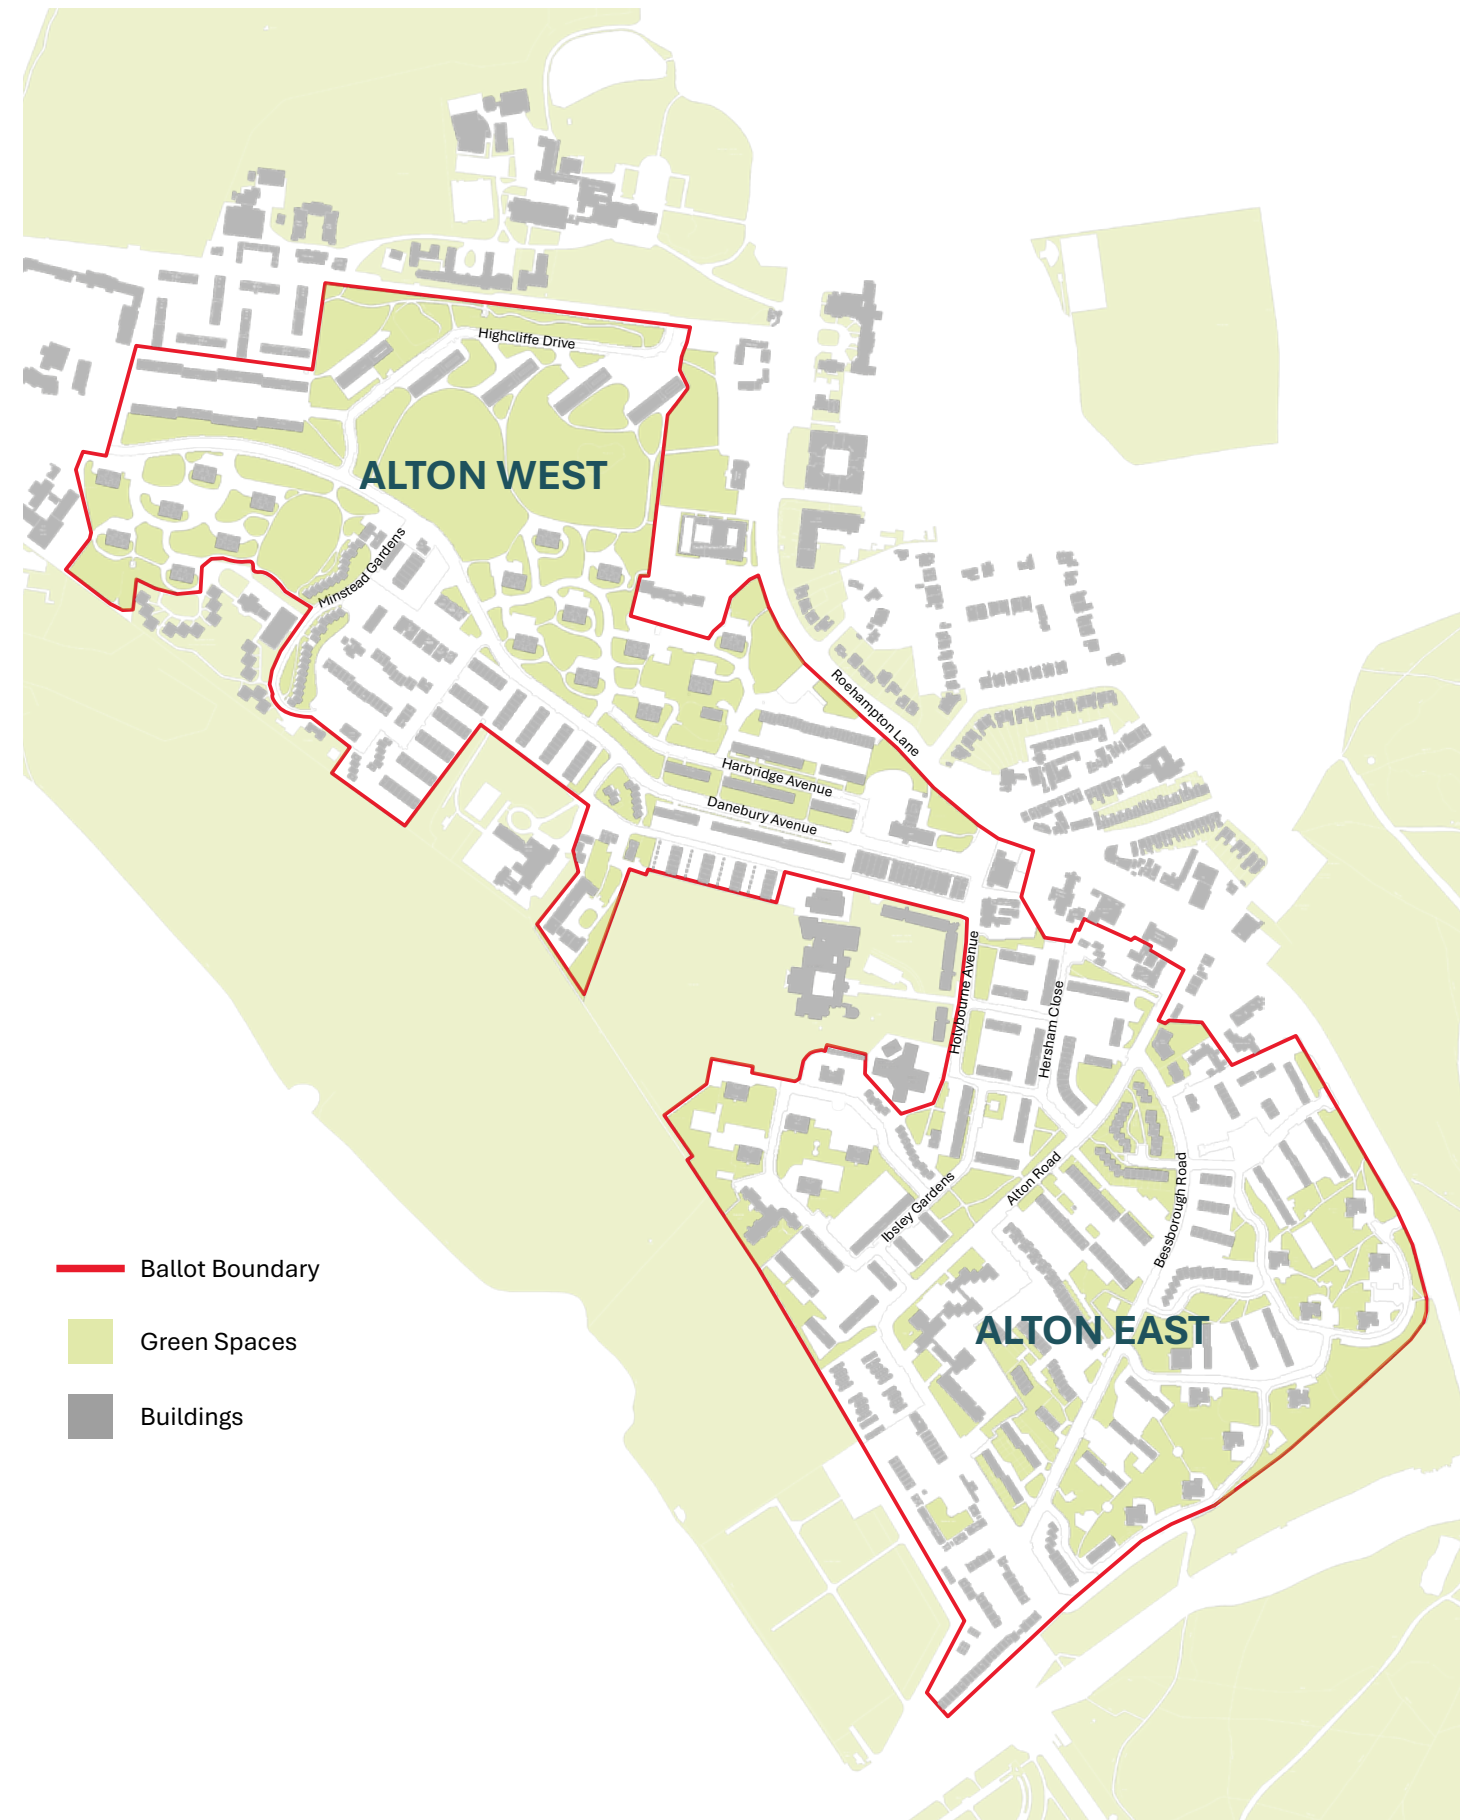 Highcliffe Drive
ALTON WEST
Minstead Gardens
Roehampton Lane
Harbridge Avenue
Danebury Avenue
Holybourne Avenue
Hersham Close
Alton Road
Ibsley Gardens
Bessborough Road
ALTON EAST
Ballot Boundary
Green Spaces
Buildings